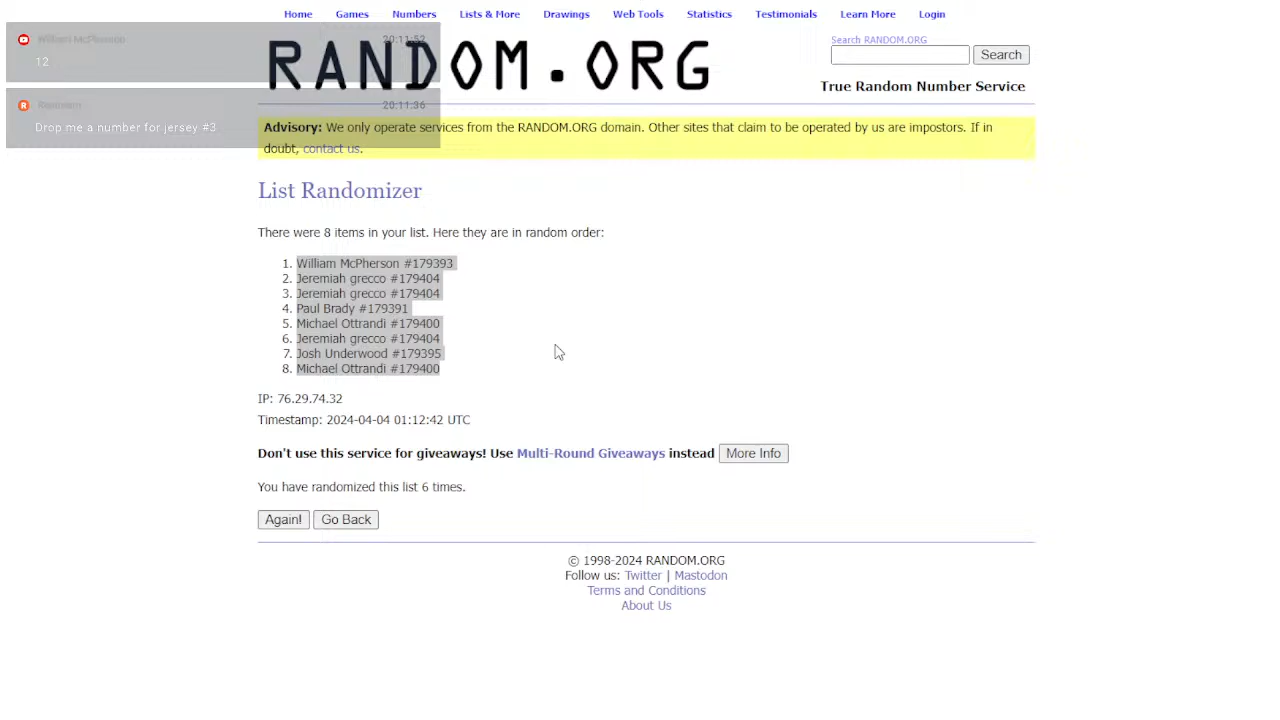 Home Games Numbers Lists & More Drawings Web Tools Statistics Testimonials Learn More Login
William McPherson 20:11:52
12
Restream 20:11:36
Drop me a number for jersey #3
RANDOM.ORG
Search RANDOM.ORG
Search
True Random Number Service
Advisory: We only operate services from the RANDOM.ORG domain. Other sites that claim to be operated by us are impostors. If in
doubt, contact us.
List Randomizer
There were 8 items in your list. Here they are in random order:
1. William McPherson #179393
2. Jeremiah grecco #179404
3. Jeremiah grecco #179404
4. Paul Brady #179391
5. Michael Ottrandi #179400
6. Jeremiah grecco #179404
7. Josh Underwood #179395
8. Michael Ottrandi #179400
IP: 76.29.74.32
Timestamp: 2024-04-04 01:12:42 UTC
Don't use this service for giveaways! Use Multi-Round Giveaways instead More Info
You have randomized this list 6 times.
Again! Go Back
© 1998-2024 RANDOM.ORG
Follow us: Twitter | Mastodon
Terms and Conditions
About Us